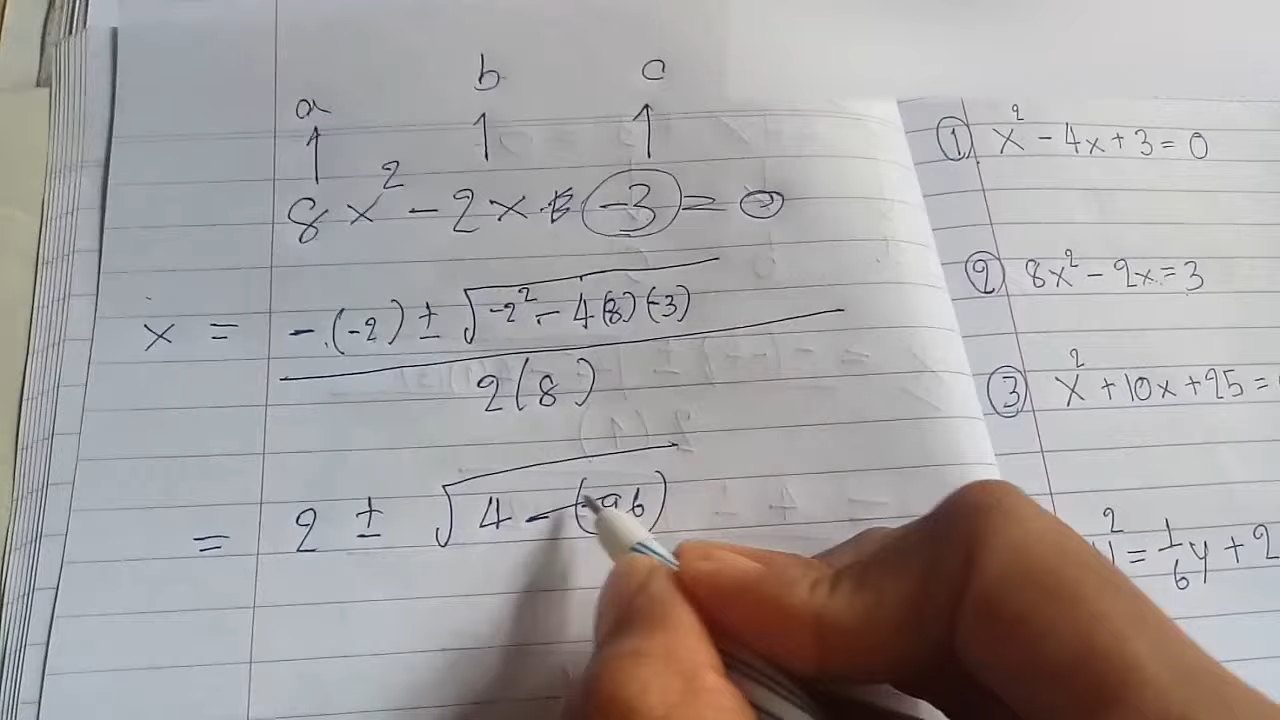 a b c
8x² - 2x -3 = 0
x = -(-2) ± √-2² - 4(8)(-3)
2(8)
= 2 ± √4 - (-96)
① x² - 4x + 3 = 0
② 8x² - 2x = 3
③ x² + 10x + 25 =
² = 1/6 y + 2